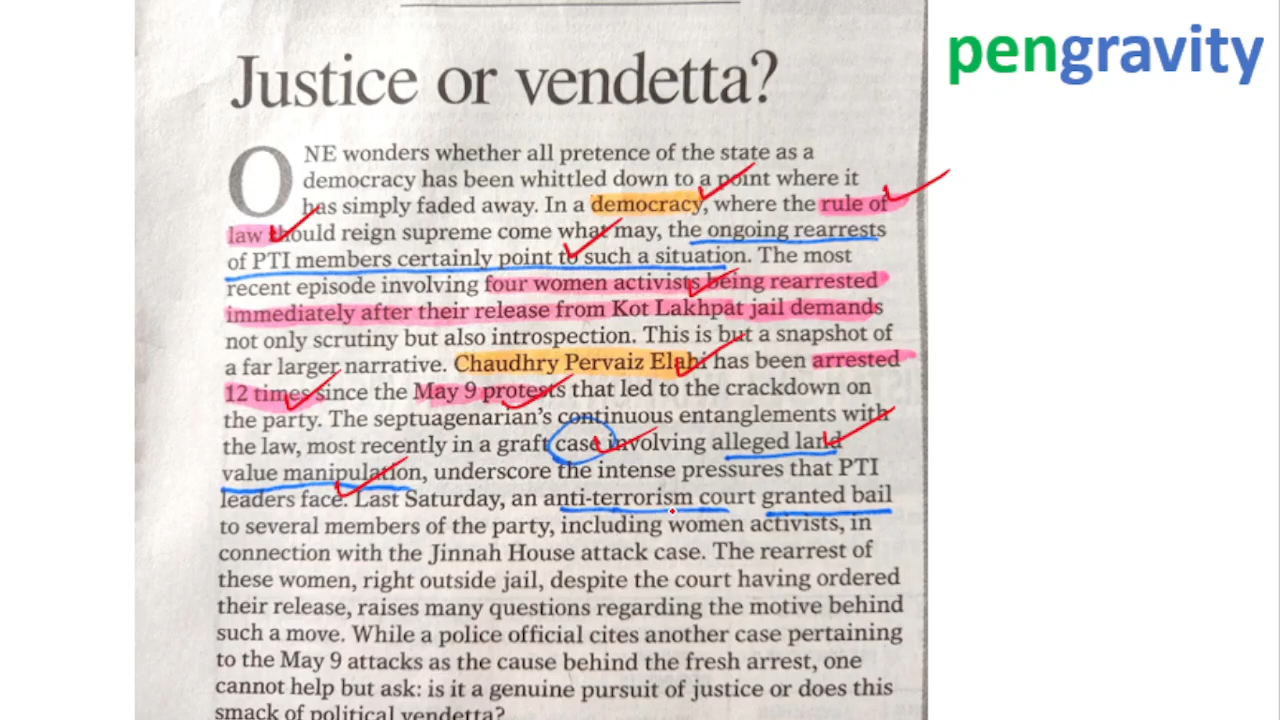 pengravity
Justice or vendetta?
ONE wonders whether all pretence of the state as a
democracy has been whittled down to a point where it
has simply faded away. In a democracy, where the rule of
law should reign supreme come what may, the ongoing rearrests
of PTI members certainly point to such a situation. The most
recent episode involving four women activists being rearrested
immediately after their release from Kot Lakhpat jail demands
not only scrutiny but also introspection. This is but a snapshot of
a far larger narrative. Chaudhry Pervaiz Elahi has been arrested
12 times since the May 9 protests that led to the crackdown on
the party. The septuagenarian's continuous entanglements with
the law, most recently in a graft case involving alleged land
value manipulation, underscore the intense pressures that PTI
leaders face. Last Saturday, an anti-terrorism court granted bail
to several members of the party, including women activists, in
connection with the Jinnah House attack case. The rearrest of
these women, right outside jail, despite the court having ordered
their release, raises many questions regarding the motive behind
such a move. While a police official cites another case pertaining
to the May 9 attacks as the cause behind the fresh arrest, one
cannot help but ask: is it a genuine pursuit of justice or does this
smack of political vendetta?